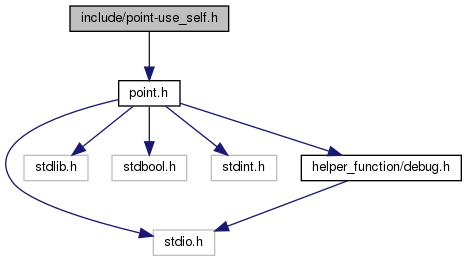 include/point-use_self.h
point.h
stdlib.h
stdbool.h
stdint.h
helper_function/debug.h
stdio.h